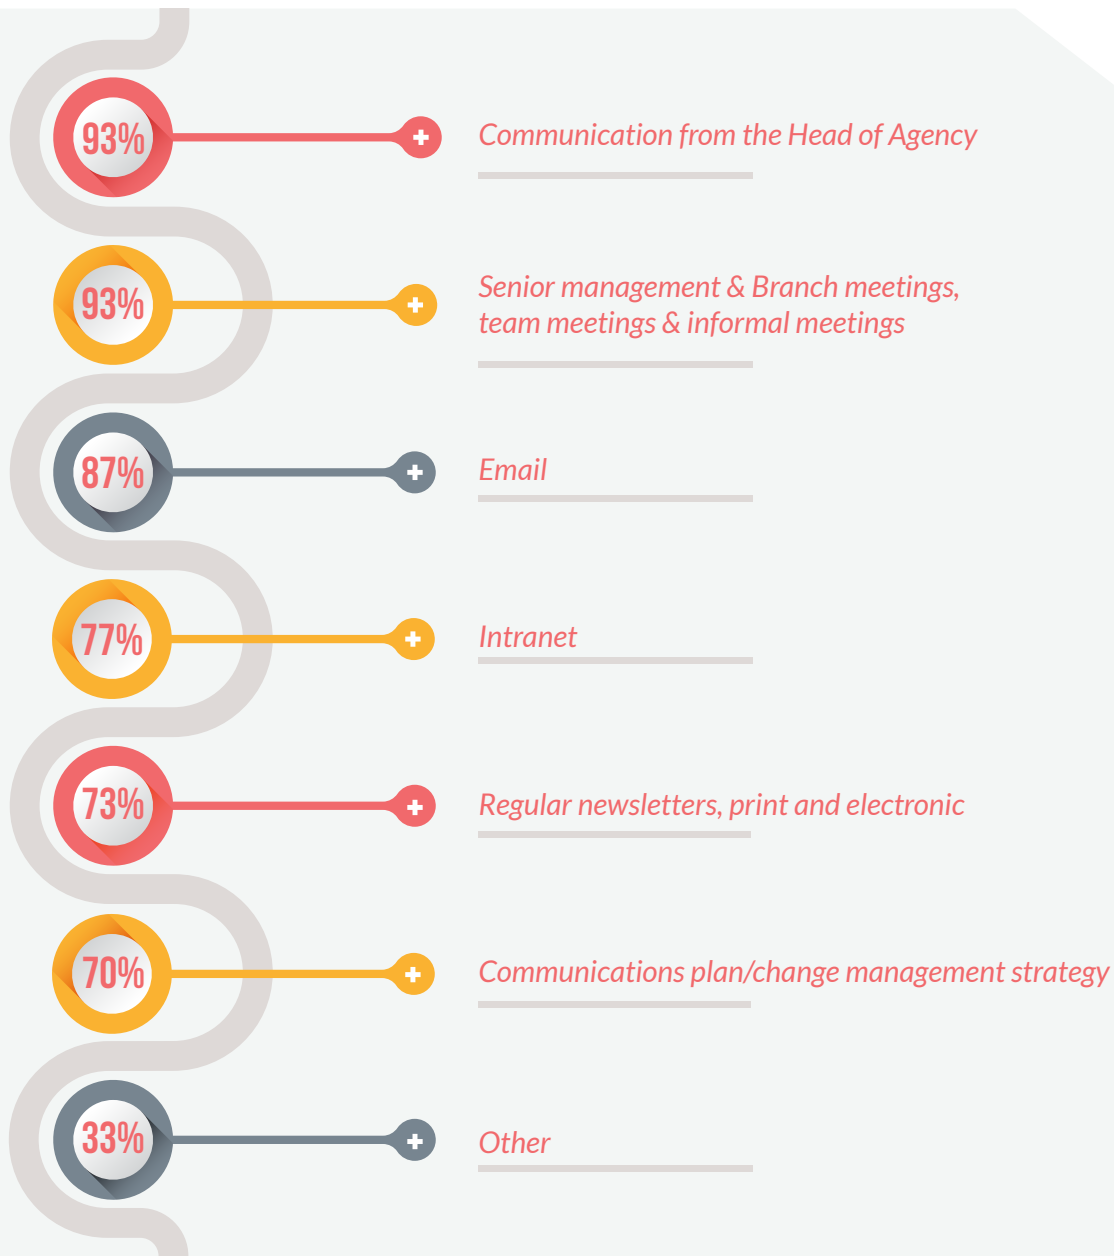 93%
Communication from the Head of Agency
93%
Senior management & Branch meetings,
team meetings & informal meetings
87%
Email
77%
Intranet
73%
Regular newsletters, print and electronic
70%
Communications plan/change management strategy
33%
Other